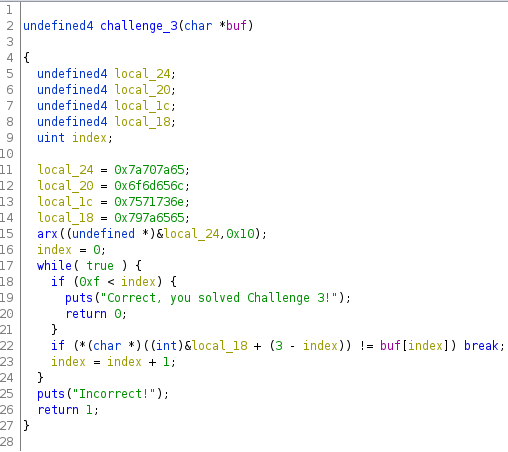 1
2 undefined4 challenge_3(char *buf)
3
4 {
5 undefined4 local_24;
6 undefined4 local_20;
7 undefined4 local_1c;
8 undefined4 local_18;
9 uint index;
10
11 local_24 = 0x7a707a65;
12 local_20 = 0x6f6d656c;
13 local_1c = 0x7571736e;
14 local_18 = 0x797a6565;
15 arx((undefined *)&local_24,0x10);
16 index = 0;
17 while( true ) {
18 if (0xf < index) {
19 puts("Correct, you solved Challenge 3!");
20 return 0;
21 }
22 if (*(char *)((int)&local_18 + (3 - index)) != buf[index]) break;
23 index = index + 1;
24 }
25 puts("Incorrect!");
26 return 1;
27 }
28